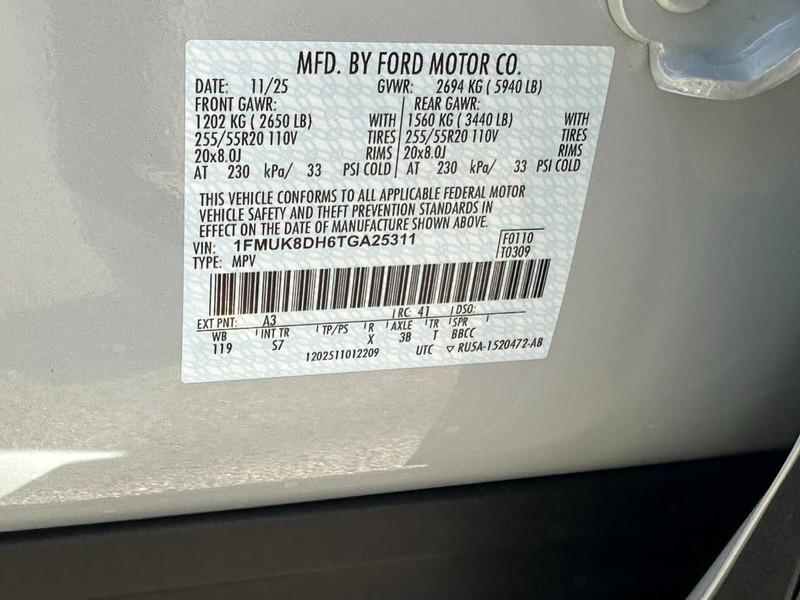 MFD. BY FORD MOTOR CO.
DATE: 11/25 GVWR: 2694 KG ( 5940 LB)
FRONT GAWR: REAR GAWR:
1202 KG ( 2650 LB) WITH 1560 KG ( 3440 LB) WITH
255/55R20 110V TIRES 255/55R20 110V TIRES
20x8.0J RIMS 20x8.0J RIMS
AT 230 kPa/ 33 PSI COLD AT 230 kPa/ 33 PSI COLD
THIS VEHICLE CONFORMS TO ALL APPLICABLE FEDERAL MOTOR
VEHICLE SAFETY AND THEFT PREVENTION STANDARDS IN
EFFECT ON THE DATE OF MANUFACTURE SHOWN ABOVE.
VIN: 1FMUK8DH6TGA25311 F0110
TYPE: MPV T0309
EXT PNT: A3 RC: 41 DSO:
WB INT TR TP/PS R AXLE TR SPR
119 S7 X 3B T BBCC
1202511012209 UTC ▽ RU5A-1520472-AB